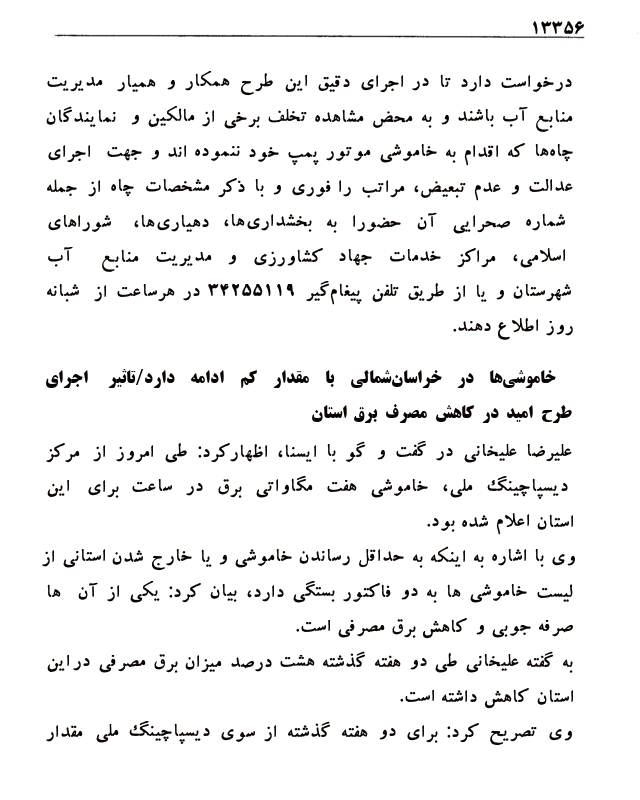 ۱۳۳۵۶
درخواست دارد تا در اجرای دقیق این طرح همکار و همیار مدیریت
منابع آب باشند و به محض مشاهده تخلف برخی از مالکین و نمایندگان
چاه‌ها که اقدام به خاموشی موتور پمپ خود ننموده اند و جهت اجرای
عدالت و عدم تبعیض، مراتب را فوری و با ذکر مشخصات چاه از جمله
شماره صحرایی آن حضورا به بخشداری‌ها، دهیاری‌ها، شوراهای
اسلامی، مراکز خدمات جهاد کشاورزی و مدیریت منابع آب
شهرستان و یا از طریق تلفن پیغام‌گیر ۳۴۲۵۵۱۱۹ در هرساعت از شبانه
روز اطلاع دهند.
خاموشی‌ها در خراسان‌شمالی با مقدار کم ادامه دارد/تاثیر اجرای
طرح امید در کاهش مصرف برق استان
علیرضا علیخانی در گفت و گو با ایسنا، اظهارکرد: طی امروز از مرکز
دیسپاچینگ ملی، خاموشی هفت مگاواتی برق در ساعت برای این
استان اعلام شده بود.
وی با اشاره به اینکه به حداقل رساندن خاموشی و یا خارج شدن استانی از
لیست خاموشی ها به دو فاکتور بستگی دارد، بیان کرد: یکی از آن ها
صرفه جویی و کاهش برق مصرفی است.
به گفته علیخانی طی دو هفته گذشته هشت درصد میزان برق مصرفی دراین
استان کاهش داشته است.
وی تصریح کرد: برای دو هفته گذشته از سوی دیسپاچینگ ملی مقدار